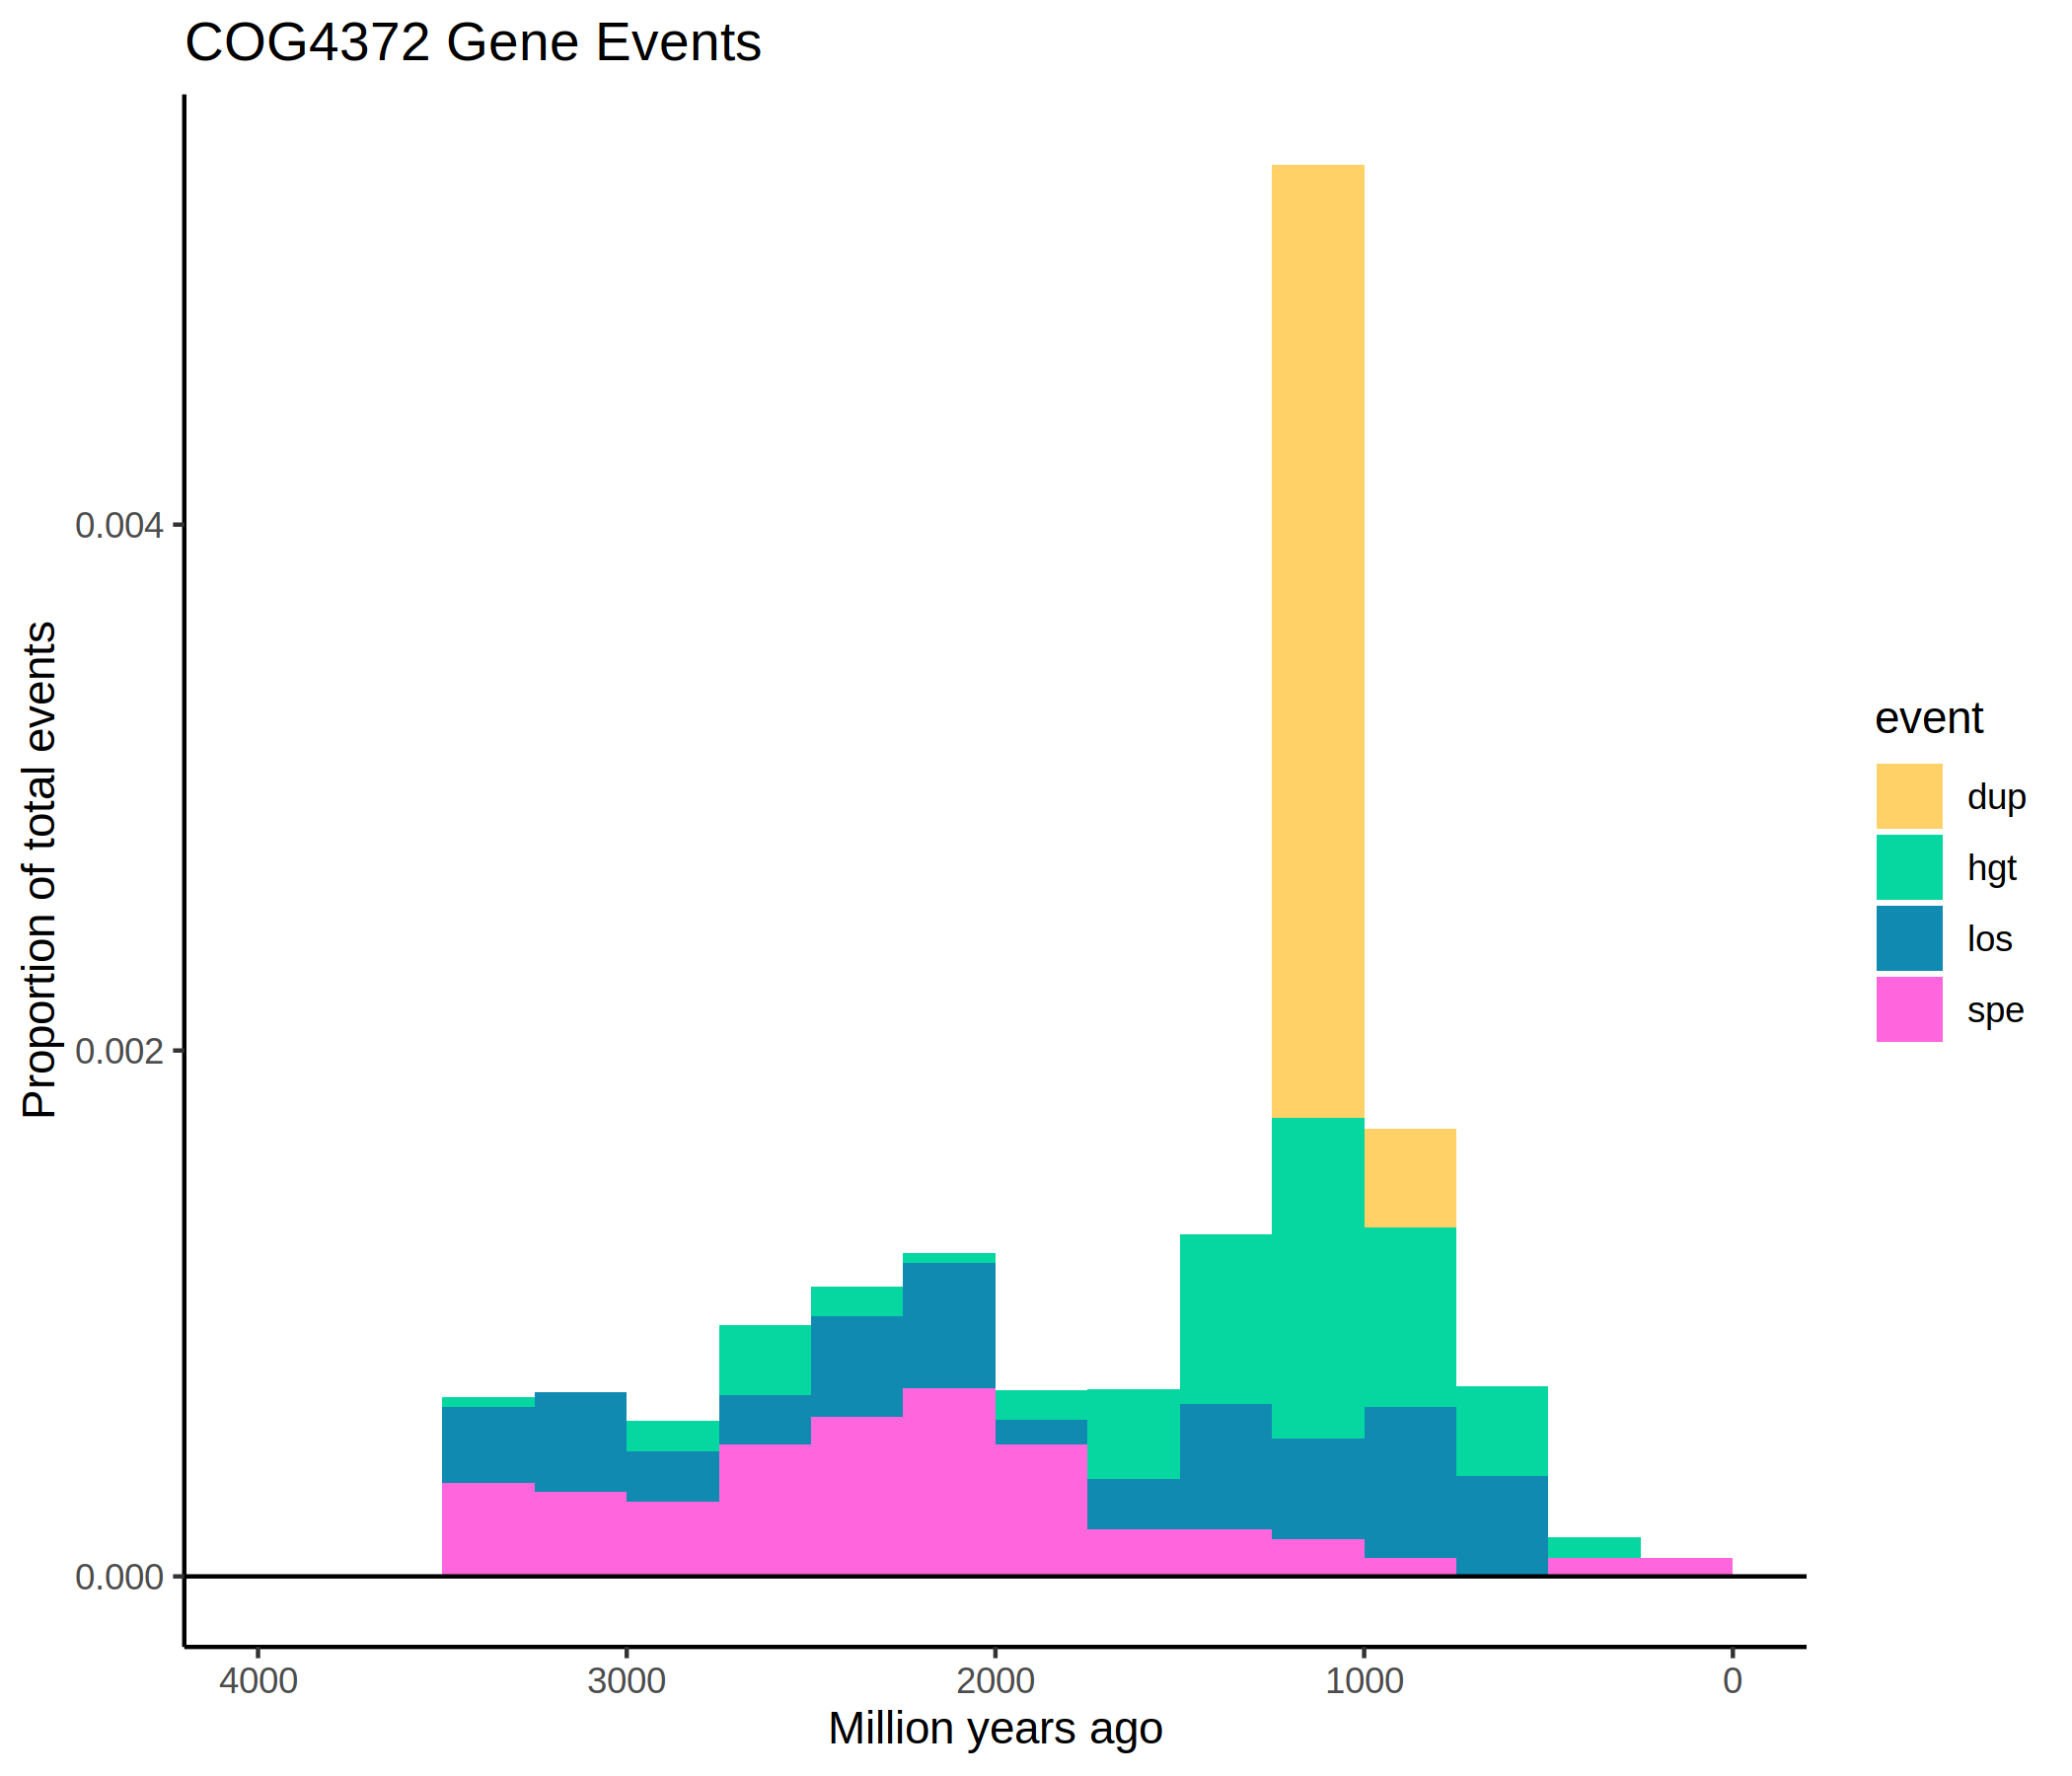 COG4372 Gene Events
Proportion of total events
0.004
0.002
0.000
4000 3000 2000 1000 0
Million years ago
event
dup
hgt
los
spe